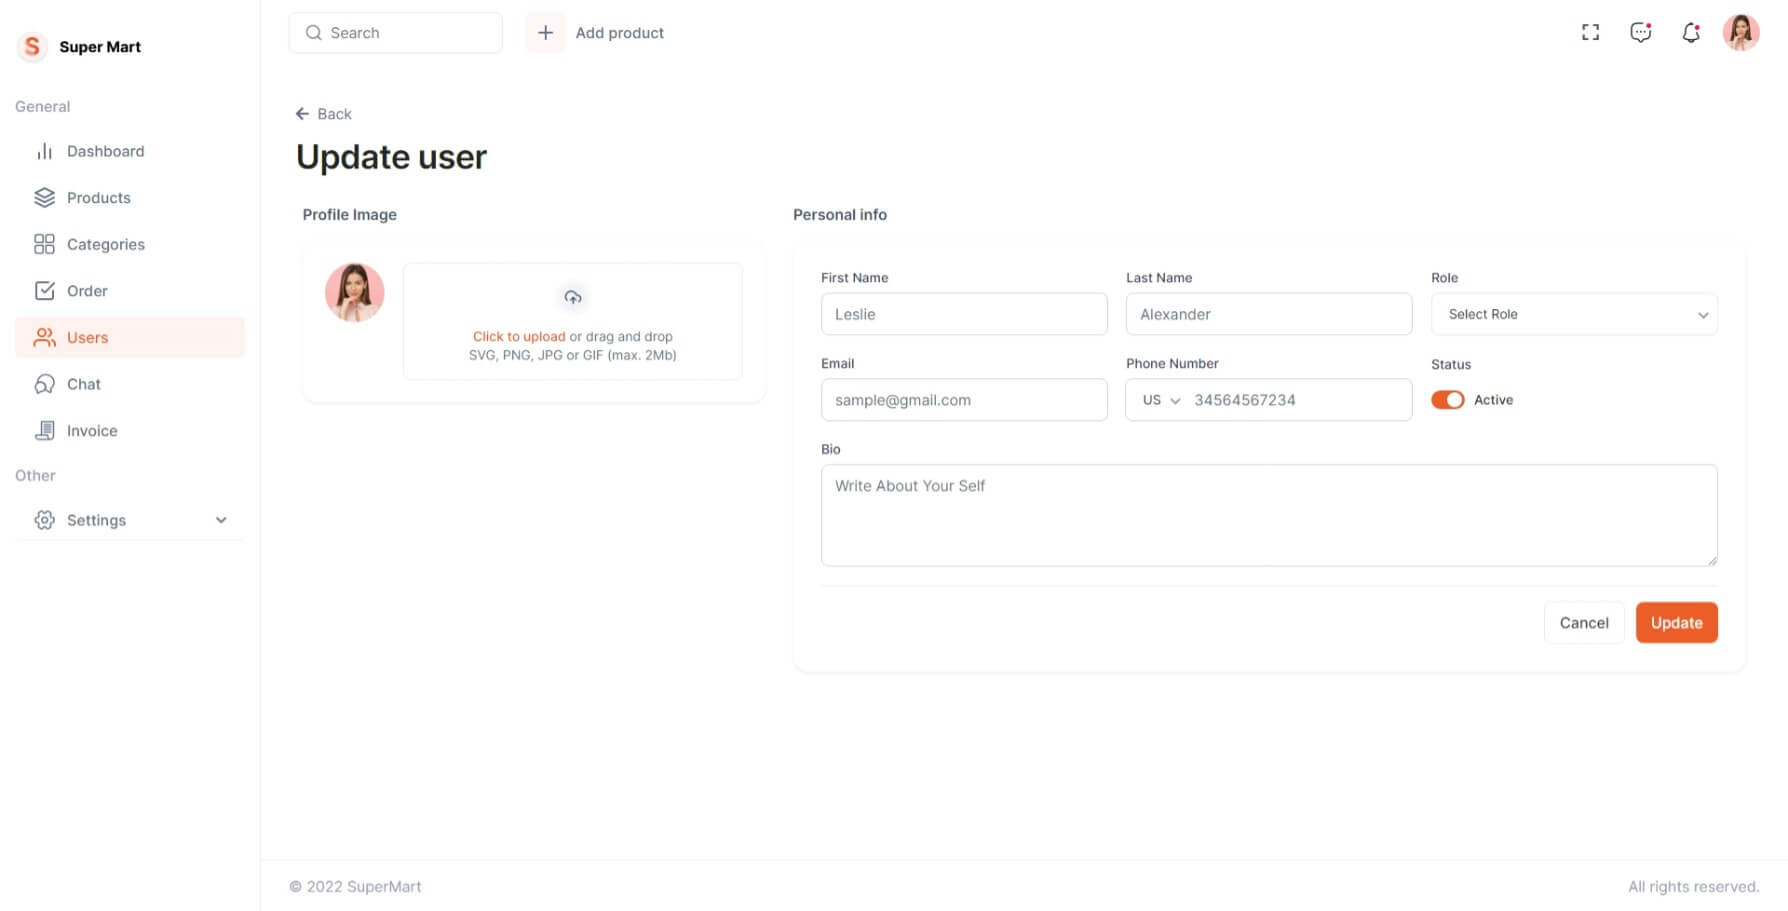 S Super Mart
Search
Add product
General
Dashboard
Products
Categories
Order
Users
Chat
Invoice
Other
Settings
Back
Update user
Profile Image
Click to upload or drag and drop
SVG, PNG, JPG or GIF (max. 2Mb)
Personal info
First Name
Leslie
Last Name
Alexander
Role
Select Role
Email
sample@gmail.com
Phone Number
US 34564567234
Status
Active
Bio
Write About Your Self
Cancel
Update
© 2022 SuperMart
All rights reserved.